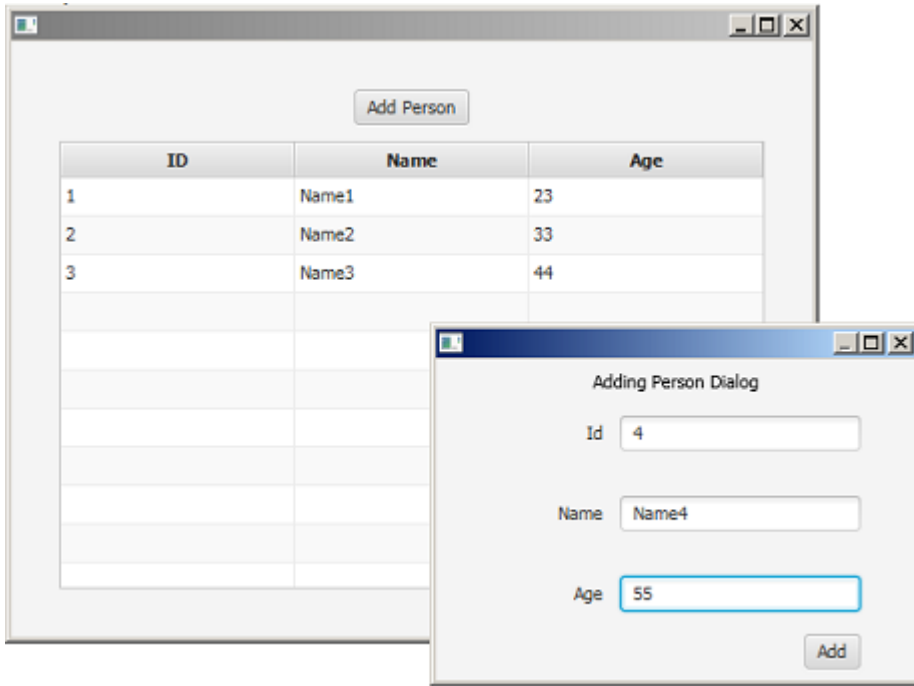 Add Person
ID Name Age
1 Name1 23
2 Name2 33
3 Name3 44
Adding Person Dialog
Id 4
Name Name4
Age 55
Add